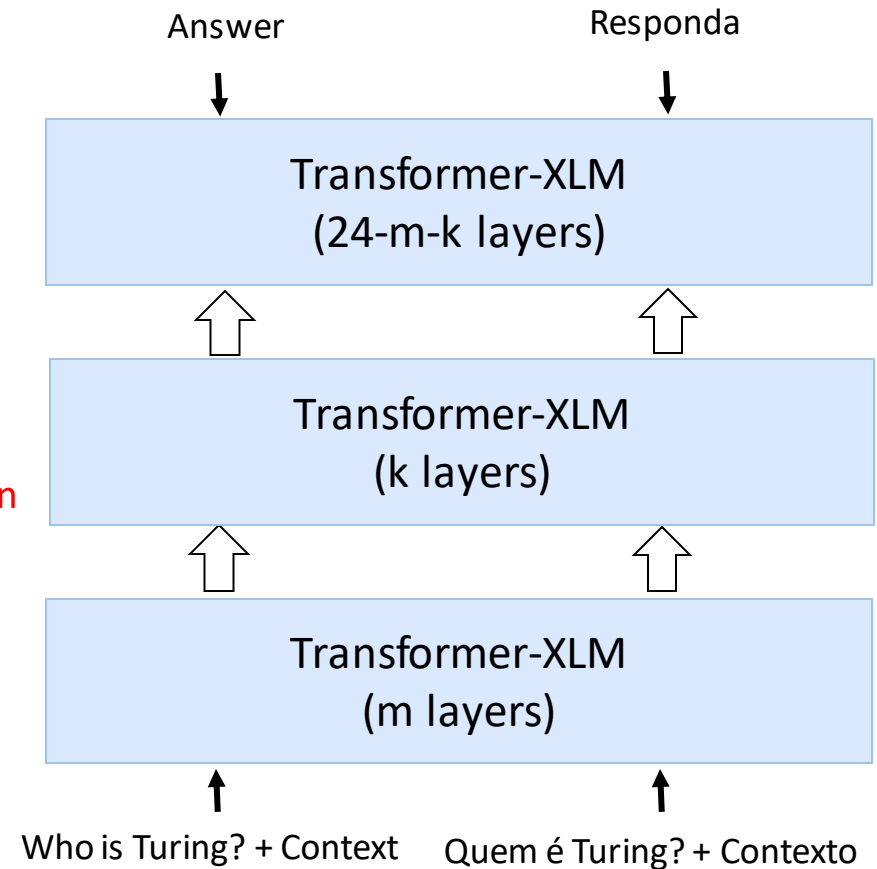 Answer
Responda
Transformer-XLM
(24-m-k layers)
Transformer-XLM
(k layers)
Transformer-XLM
(m layers)
Who is Turing? + Context
Quem é Turing? + Contexto